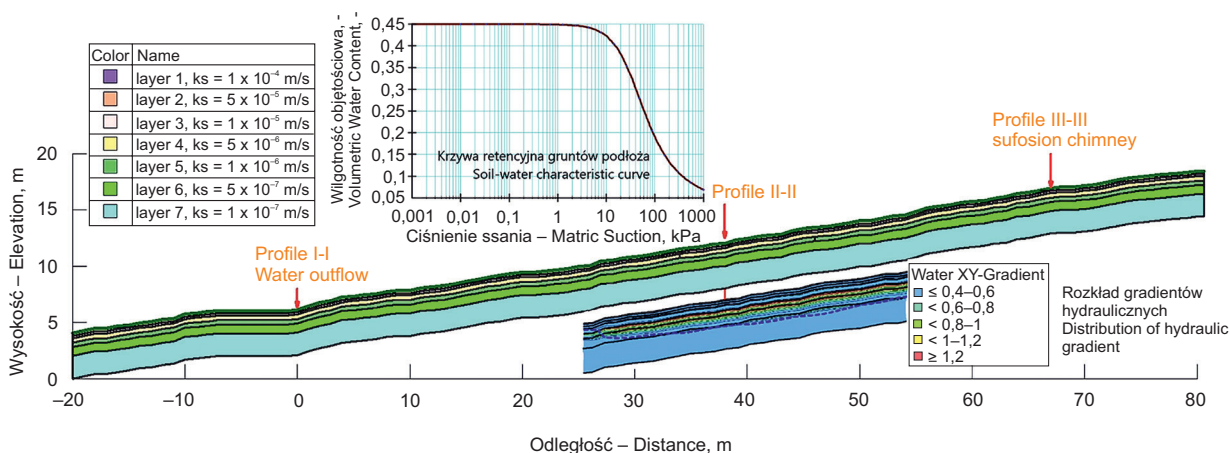 Color Name
layer 1, ks = 1 x 10⁻⁴ m/s
layer 2, ks = 5 x 10⁻⁵ m/s
layer 3, ks = 1 x 10⁻⁵ m/s
layer 4, ks = 5 x 10⁻⁶ m/s
layer 5, ks = 1 x 10⁻⁶ m/s
layer 6, ks = 5 x 10⁻⁷ m/s
layer 7, ks = 1 x 10⁻⁷ m/s
Wilgotność objętościowa, -
Volumetric Water Content, -
0,45
0,4
0,35
0,3
0,25
0,2
0,15
0,1
0,05
Krzywa retencyjna gruntów podłoża
Soil-water characteristic curve
0,001 0,01 0,1 1 10 100 1000
Ciśnienie ssania – Matric Suction, kPa
Profile I-I
Water outflow
Profile II-II
Profile III-III
sufosion chimney
Wysokość – Elevation, m
20
15
10
5
0
Water XY-Gradient
≤ 0,4–0,6
< 0,6–0,8
< 0,8–1
< 1–1,2
≥ 1,2
Rozkład gradientów
hydraulicznych
Distribution of hydraulic
gradient
–20 –10 0 10 20 30 40 50 60 70 80
Odległość – Distance, m